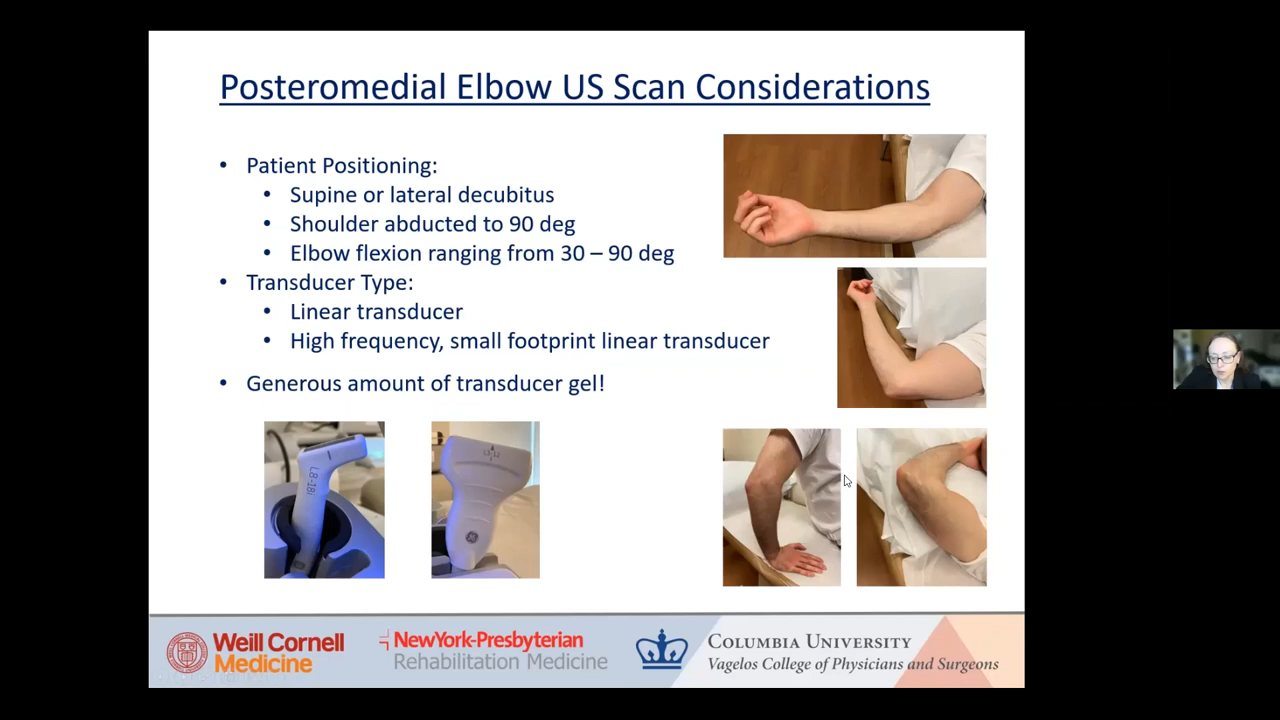 Posteromedial Elbow US Scan Considerations
• Patient Positioning:
• Supine or lateral decubitus
• Shoulder abducted to 90 deg
• Elbow flexion ranging from 30 – 90 deg
• Transducer Type:
• Linear transducer
• High frequency, small footprint linear transducer
• Generous amount of transducer gel!
L8-18i
Weill Cornell
Medicine
NewYork-Presbyterian
Rehabilitation Medicine
COLUMBIA UNIVERSITY
Vagelos College of Physicians and Surgeons